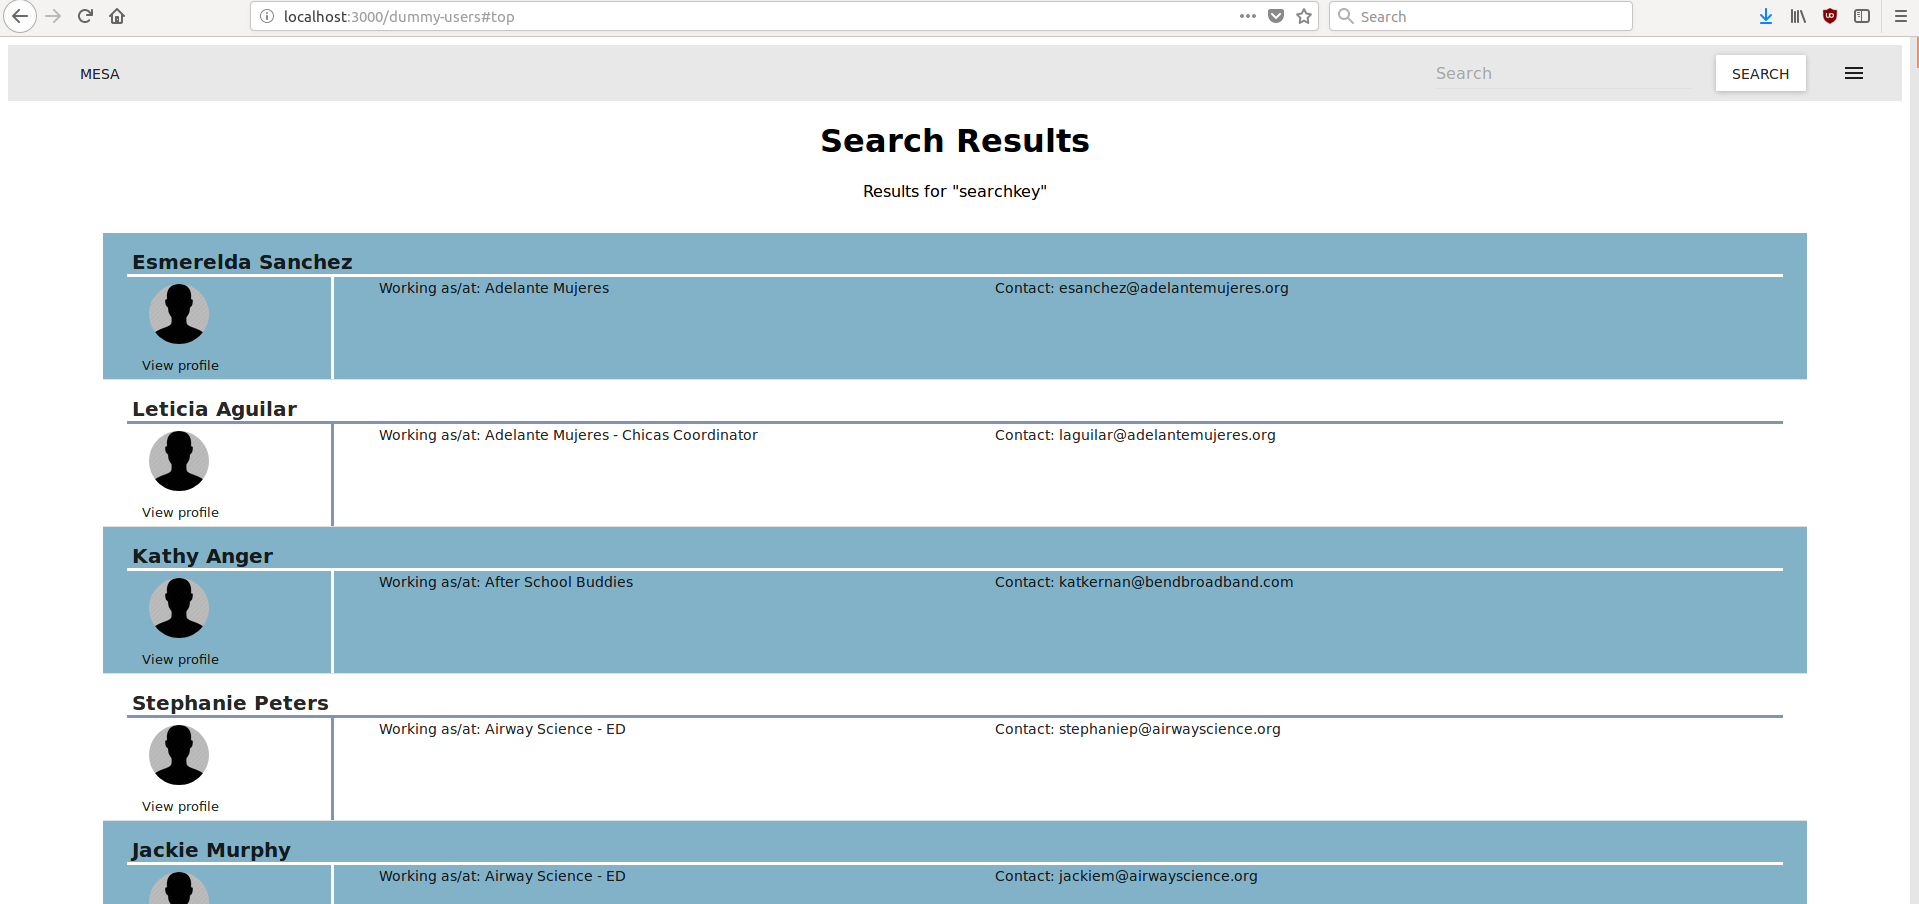 localhost:3000/dummy-users#top
Search
MESA
Search
SEARCH
Search Results
Results for "searchkey"
Esmerelda Sanchez
Working as/at: Adelante Mujeres
Contact: esanchez@adelantemujeres.org
View profile
Leticia Aguilar
Working as/at: Adelante Mujeres - Chicas Coordinator
Contact: laguilar@adelantemujeres.org
View profile
Kathy Anger
Working as/at: After School Buddies
Contact: katkernan@bendbroadband.com
View profile
Stephanie Peters
Working as/at: Airway Science - ED
Contact: stephaniep@airwayscience.org
View profile
Jackie Murphy
Working as/at: Airway Science - ED
Contact: jackiem@airwayscience.org